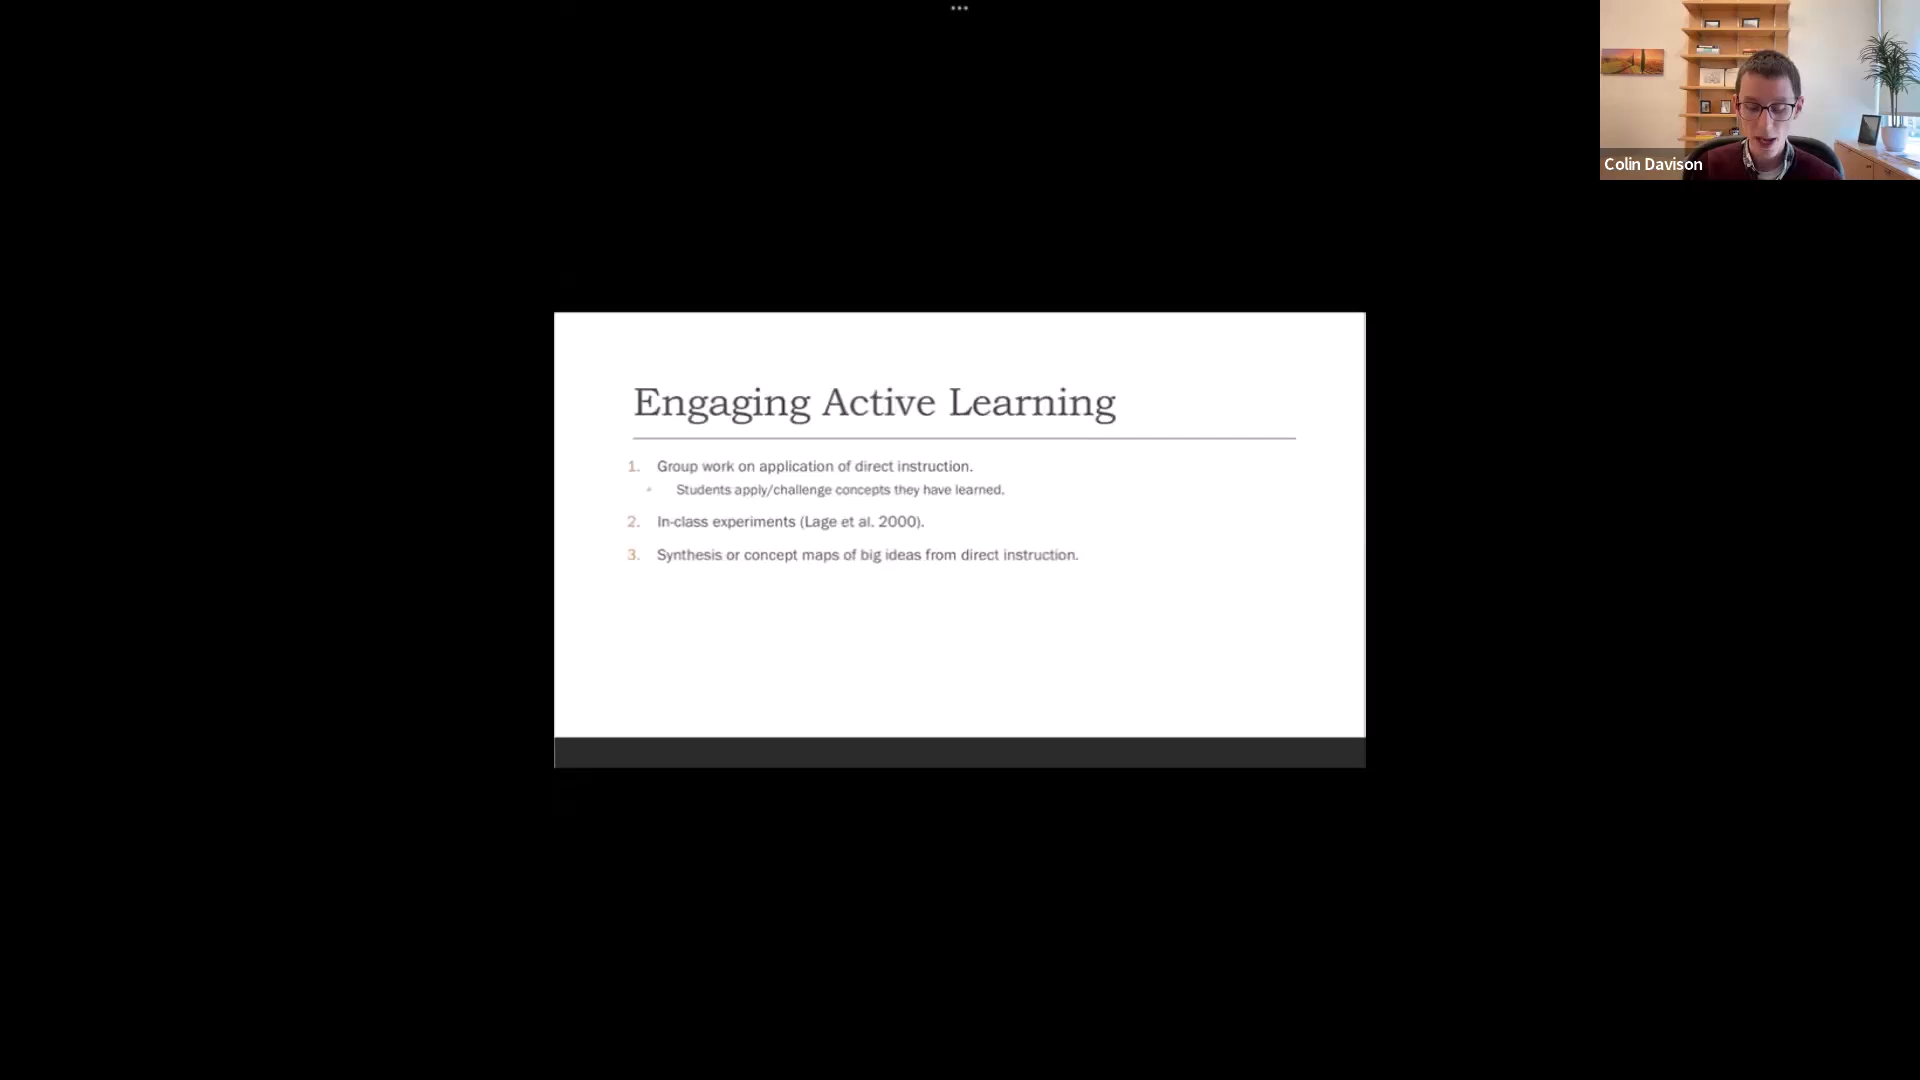 Colin Davison
Engaging Active Learning
1. Group work on application of direct instruction.
Students apply/challenge concepts they have learned.
2. In-class experiments (Lage et al. 2000).
3. Synthesis or concept maps of big ideas from direct instruction.